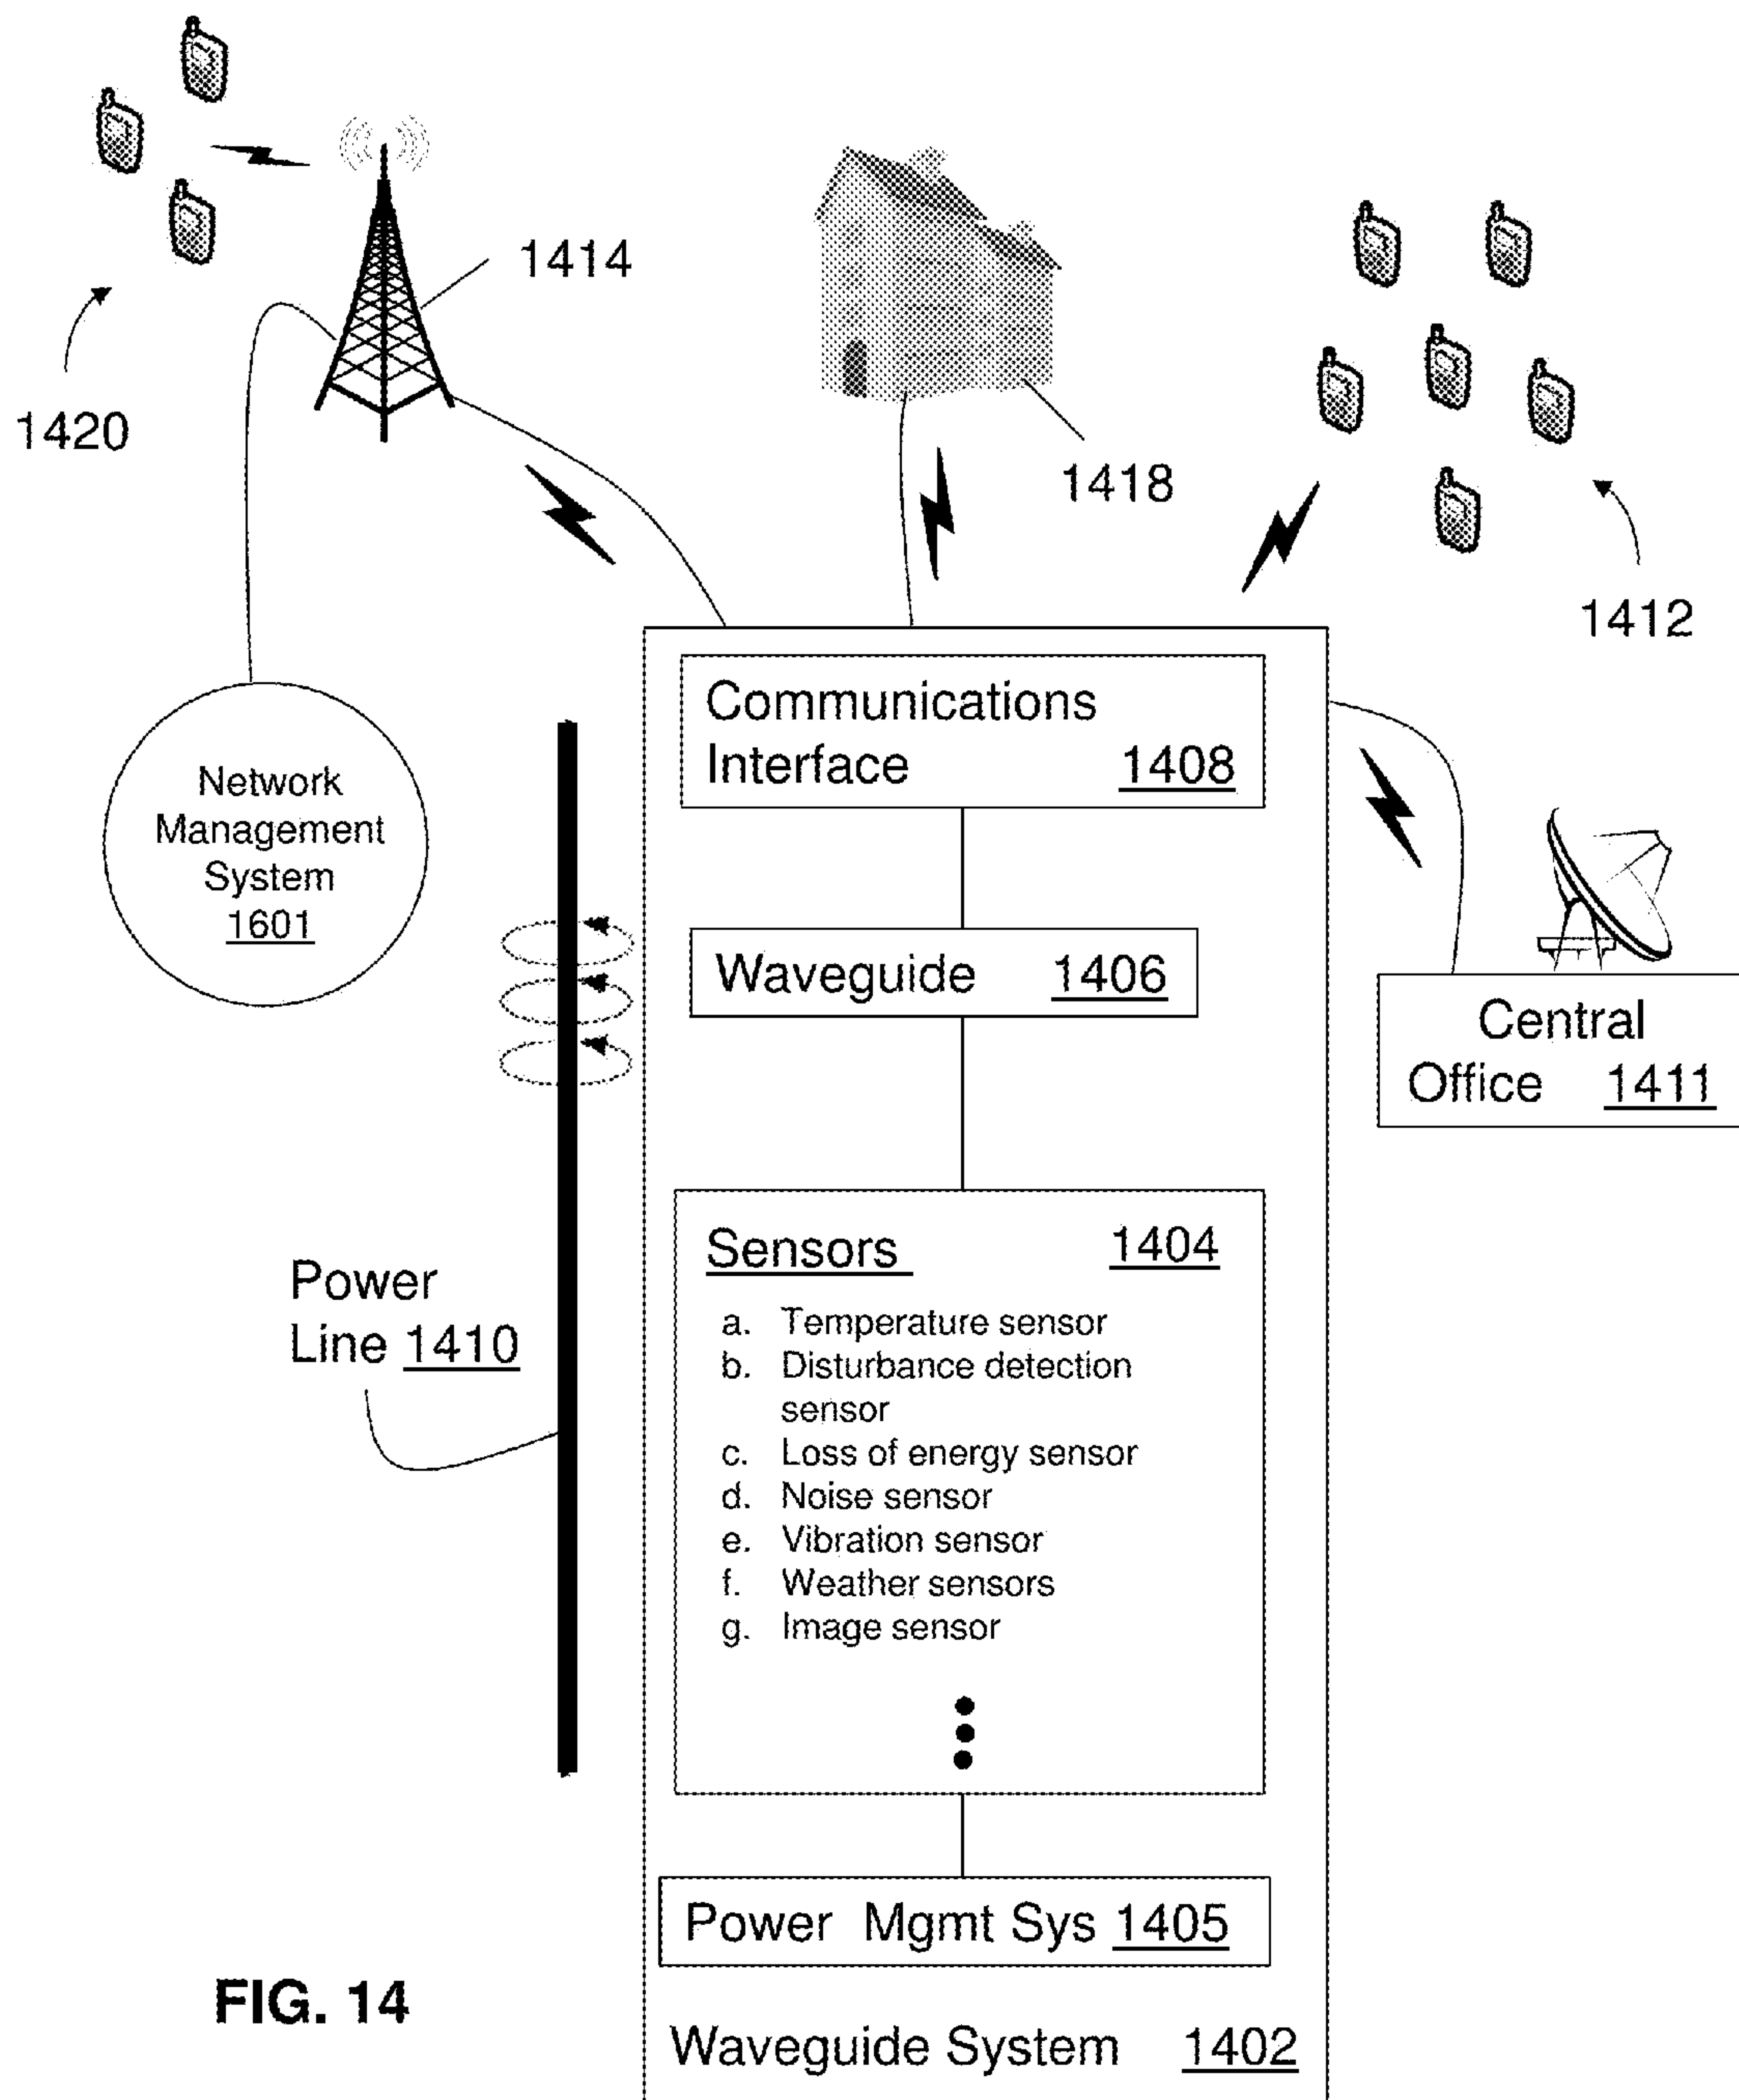 1414
1420
1418
1412
Communications
Interface 1408
Network
Management
System
1601
Waveguide 1406
Central
Office 1411
Sensors 1404
Power
Line 1410
a. Temperature sensor
b. Disturbance detection
sensor
c. Loss of energy sensor
d. Noise sensor
e. Vibration sensor
f. Weather sensors
g. Image sensor
Power Mgmt Sys 1405
FIG. 14
Waveguide System 1402